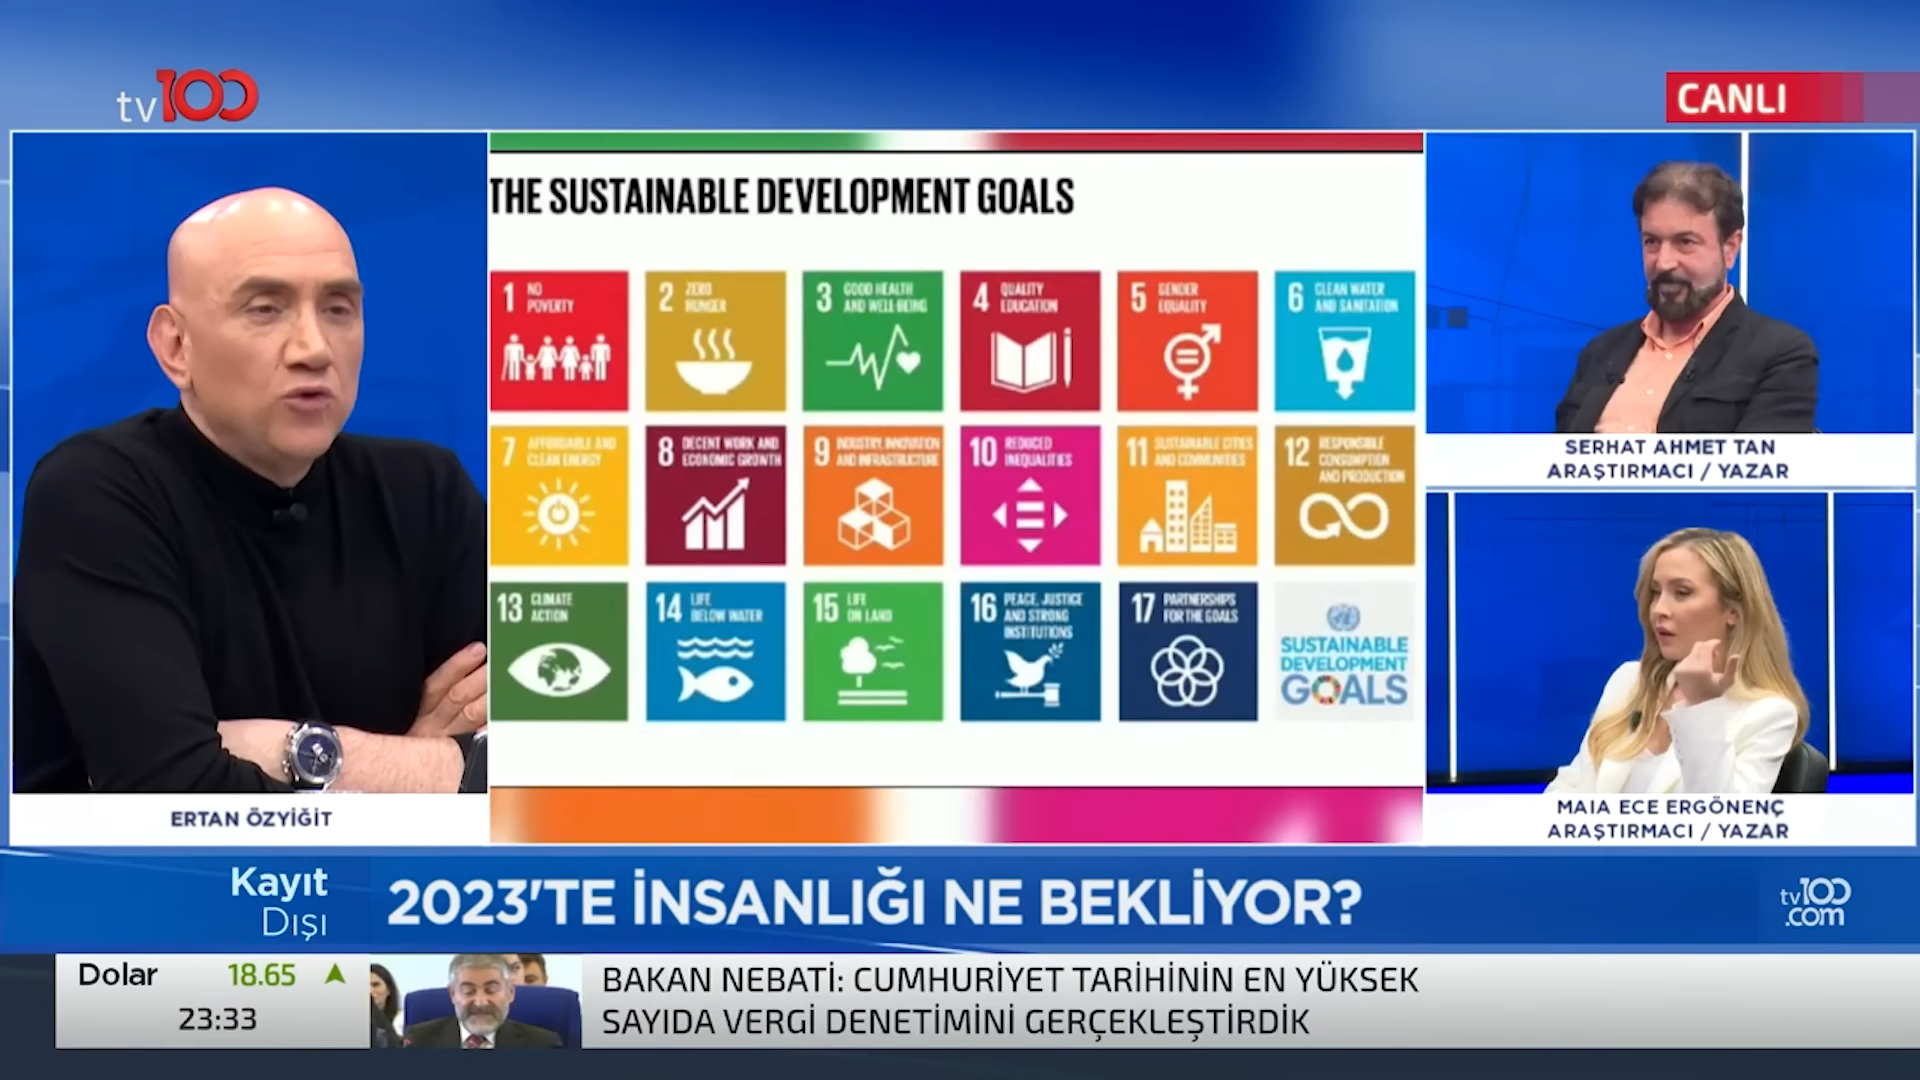 tv100
CANLI
THE SUSTAINABLE DEVELOPMENT GOALS
1 NO
POVERTY
2 ZERO
HUNGER
3 GOOD HEALTH
AND WELL-BEING
4 QUALITY
EDUCATION
5 GENDER
EQUALITY
6 CLEAN WATER
AND SANITATION
7 AFFORDABLE AND
CLEAN ENERGY
8 DECENT WORK AND
ECONOMIC GROWTH
9 INDUSTRY, INNOVATION
AND INFRASTRUCTURE
10 REDUCED
INEQUALITIES
11 SUSTAINABLE CITIES
AND COMMUNITIES
12 RESPONSIBLE
CONSUMPTION
AND PRODUCTION
13 CLIMATE
ACTION
14 LIFE
BELOW WATER
15 LIFE
ON LAND
16 PEACE, JUSTICE
AND STRONG
INSTITUTIONS
17 PARTNERSHIPS
FOR THE GOALS
SUSTAINABLE
DEVELOPMENT
GOALS
SERHAT AHMET TAN
ARAŞTIRMACI / YAZAR
MAIA ECE ERGÖNENÇ
ARAŞTIRMACI / YAZAR
ERTAN ÖZYİĞİT
Kayıt
Dışı
2023'TE İNSANLIĞI NE BEKLİYOR?
tv100
.com
Dolar 18.65
23:33
BAKAN NEBATİ: CUMHURİYET TARİHİNİN EN YÜKSEK
SAYIDA VERGİ DENETİMİNİ GERÇEKLEŞTİRDİK